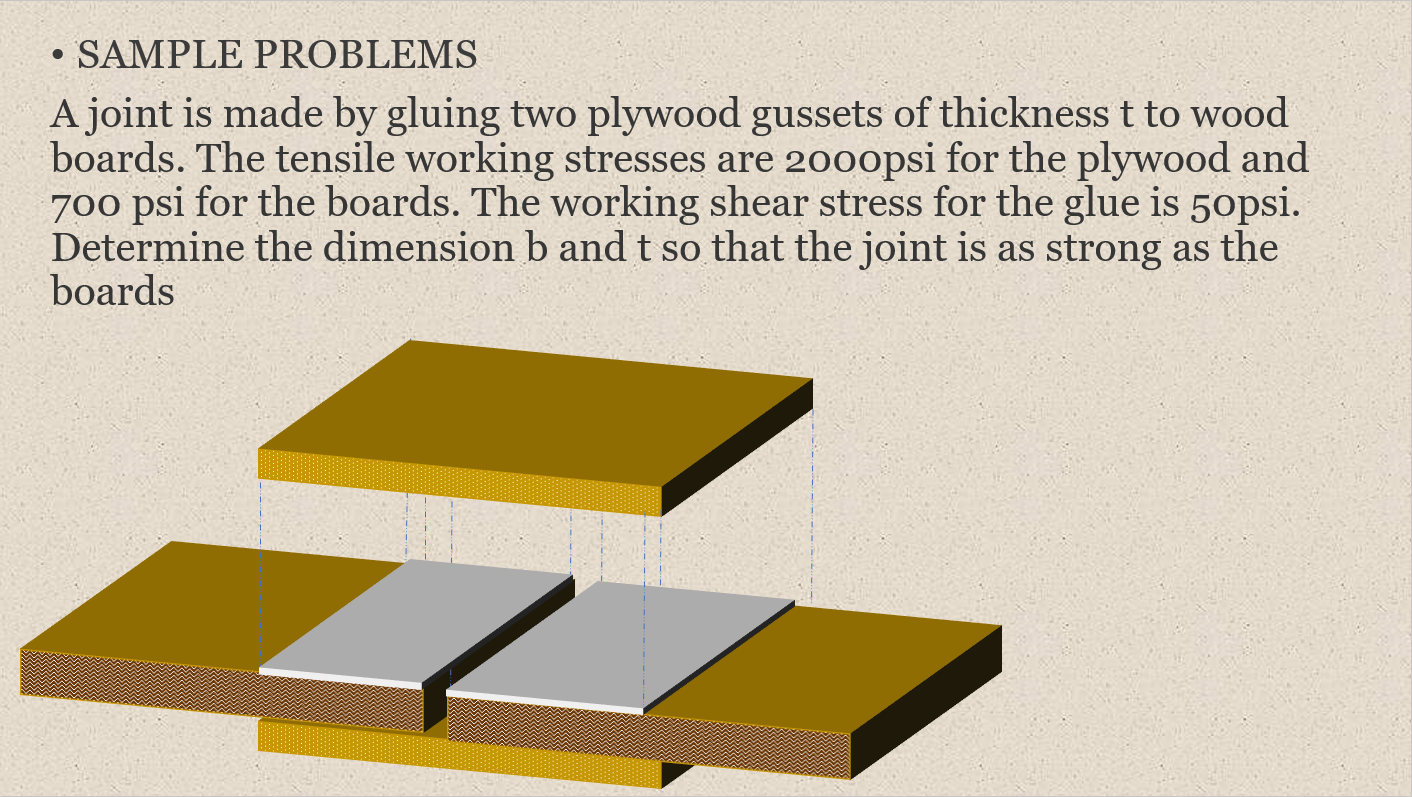 • SAMPLE PROBLEMS
A joint is made by gluing two plywood gussets of thickness t to wood
boards. The tensile working stresses are 2000psi for the plywood and
700 psi for the boards. The working shear stress for the glue is 50psi.
Determine the dimension b and t so that the joint is as strong as the
boards